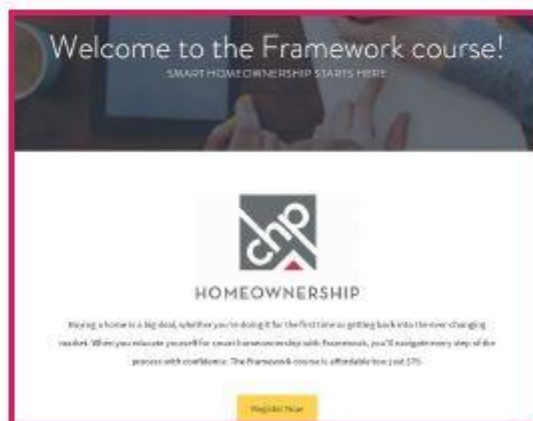 Welcome to the Framework course!
SMART HOMEOWNERSHIP STARTS HERE
chp
HOMEOWNERSHIP
Buying a home is a big deal, whether you're doing it for the first time or getting back into the ever-changing
market. When you educate yourself for smart homeownership with Framework, you'll navigate every step of the
process with confidence. The Framework course is affordable too: just $75.
Register Now